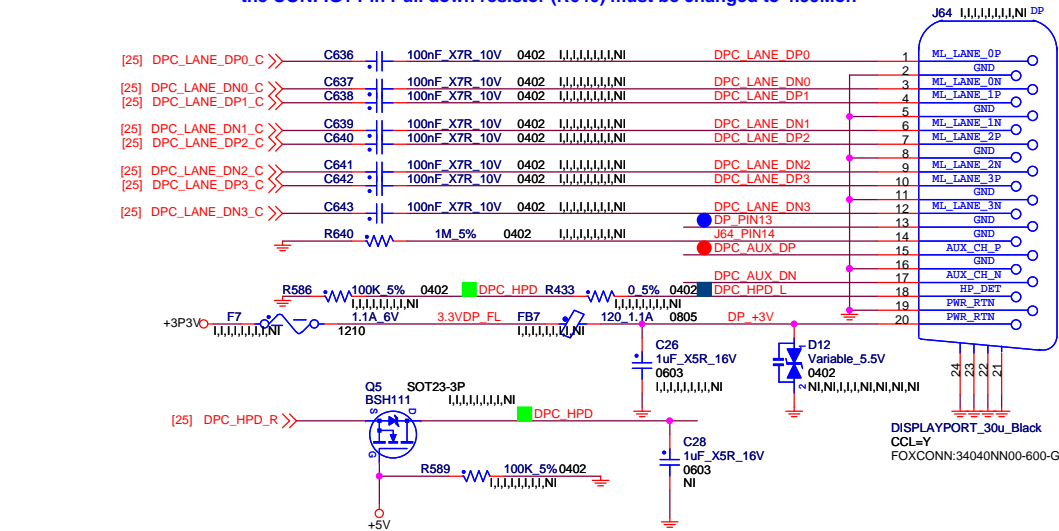 J64 I,I,I,I,I,I,I,NI DP
[25] DPC_LANE_DP0_C C636 100nF_X7R_10V 0402 I,I,I,I,I,I,I,NI DPC_LANE_DP0 1 ML_LANE_0P
2 GND
[25] DPC_LANE_DN0_C C637 100nF_X7R_10V 0402 I,I,I,I,I,I,I,NI DPC_LANE_DN0 3 ML_LANE_0N
[25] DPC_LANE_DP1_C C638 100nF_X7R_10V 0402 I,I,I,I,I,I,I,NI DPC_LANE_DP1 4 ML_LANE_1P
5 GND
[25] DPC_LANE_DN1_C C639 100nF_X7R_10V 0402 I,I,I,I,I,I,I,NI DPC_LANE_DN1 6 ML_LANE_1N
[25] DPC_LANE_DP2_C C640 100nF_X7R_10V 0402 I,I,I,I,I,I,I,NI DPC_LANE_DP2 7 ML_LANE_2P
8 GND
[25] DPC_LANE_DN2_C C641 100nF_X7R_10V 0402 I,I,I,I,I,I,I,NI DPC_LANE_DN2 9 ML_LANE_2N
[25] DPC_LANE_DP3_C C642 100nF_X7R_10V 0402 I,I,I,I,I,I,I,NI DPC_LANE_DP3 10 ML_LANE_3P
11 GND
[25] DPC_LANE_DN3_C C643 100nF_X7R_10V 0402 I,I,I,I,I,I,I,NI DPC_LANE_DN3 12 ML_LANE_3N
DP_PIN13 13 GND
R640 1M_5% 0402 I,I,I,I,I,I,I,NI J64_PIN14 14 GND
DPC_AUX_DP 15 AUX_CH_P
16 GND
DPC_AUX_DN 17 AUX_CH_N
R586 100K_5% 0402 DPC_HPD R433 0_5% 0402 DPC_HPD_L 18 HP_DET
I,I,I,I,I,I,I,NI I,I,I,I,I,I,I,NI
19 PWR_RTN
+3P3V F7 1.1A_6V 3.3VDP_FL FB7 120_1.1A 0805 DP_+3V 20 PWR_RTN
I,I,I,I,I,I,I,NI 1210 I,I,I,I,I,I,I,NI
C26
1uF_X5R_16V
0603
I,I,I,I,I,I,I,NI
D12
1
Variable_5.5V
0402
2 NI,NI,I,I,NI,NI,NI,NI
24 23 22 21
Q5 SOT23-3P
BSH111 I,I,I,I,I,I,I,NI
S D
G
[25] DPC_HPD_R DPC_HPD
DISPLAYPORT_30u_Black
CCL=Y
FOXCONN:34040NN00-600-G
C28
1uF_X5R_16V
0603
NI
R589 100K_5% 0402
I,I,I,I,I,I,I,NI
+5V